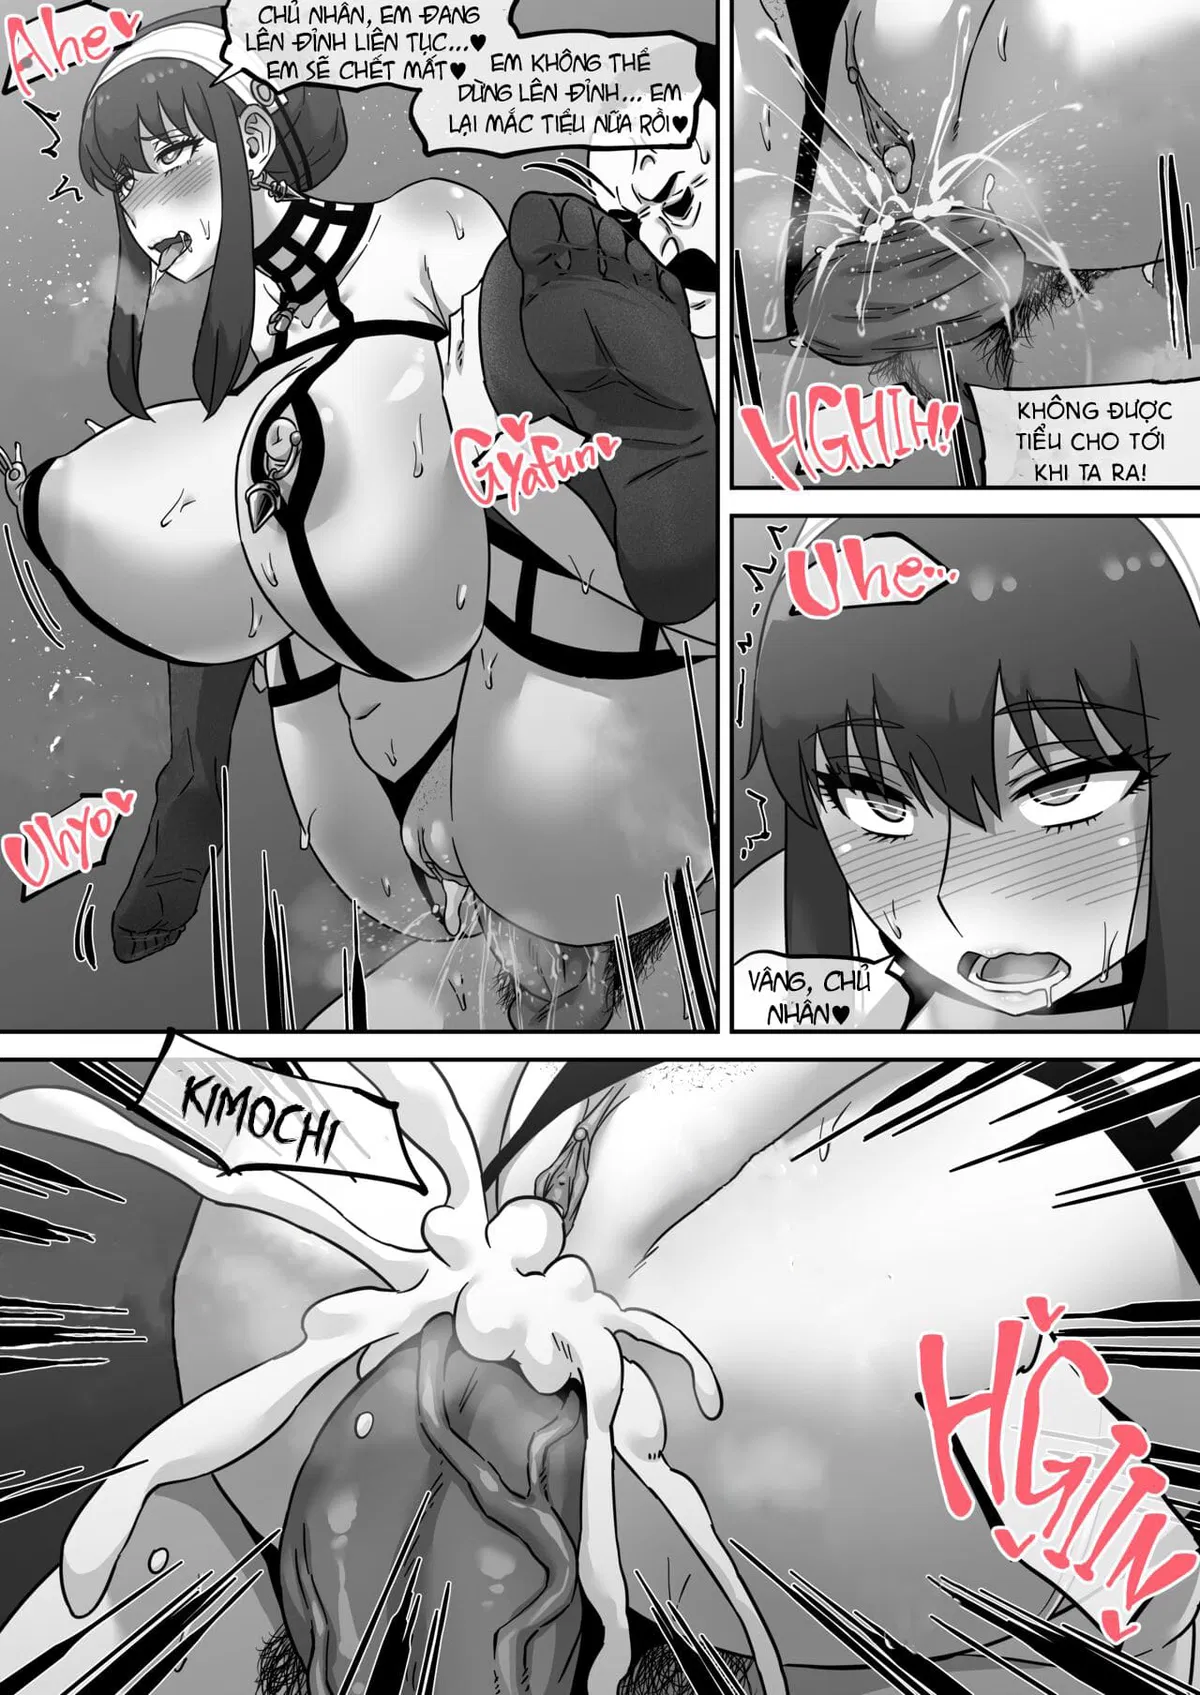 Ahe
CHỦ NHÂN, EM ĐANG
LÊN ĐỈNH LIÊN TỤC...♥
EM SẼ CHẾT MẤT♥
EM KHÔNG THỂ
DỪNG LÊN ĐỈNH... EM
LẠI MẮC TIỂU NỮA RỒI♥
Gyafun
Uhyo
HGHIH!
KHÔNG ĐƯỢC
TIỂU CHO TỚI
KHI TA RA!
Uhe...
VÂNG, CHỦ
NHÂN♥
KIMOCHI
HGIIN